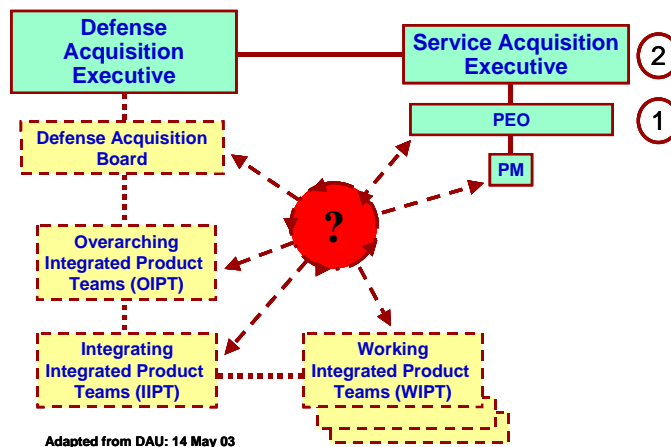 Defense
Acquisition
Executive
Service Acquisition
Executive
2
PEO
1
PM
Defense Acquisition
Board
?
Overarching
Integrated Product
Teams (OIPT)
Integrating
Integrated Product
Teams (IIPT)
Working
Integrated Product
Teams (WIPT)
Adapted from DAU: 14 May 03